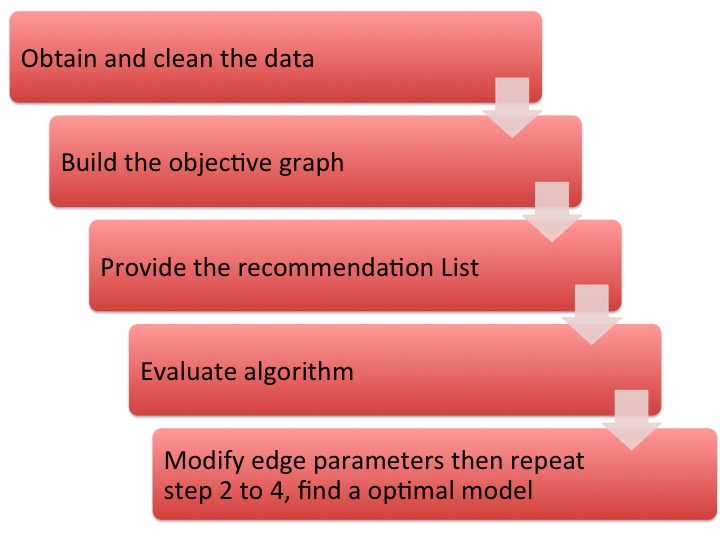 Obtain and clean the data
Build the objective graph
Provide the recommendation List
Evaluate algorithm
Modify edge parameters then repeat
step 2 to 4, find a optimal model